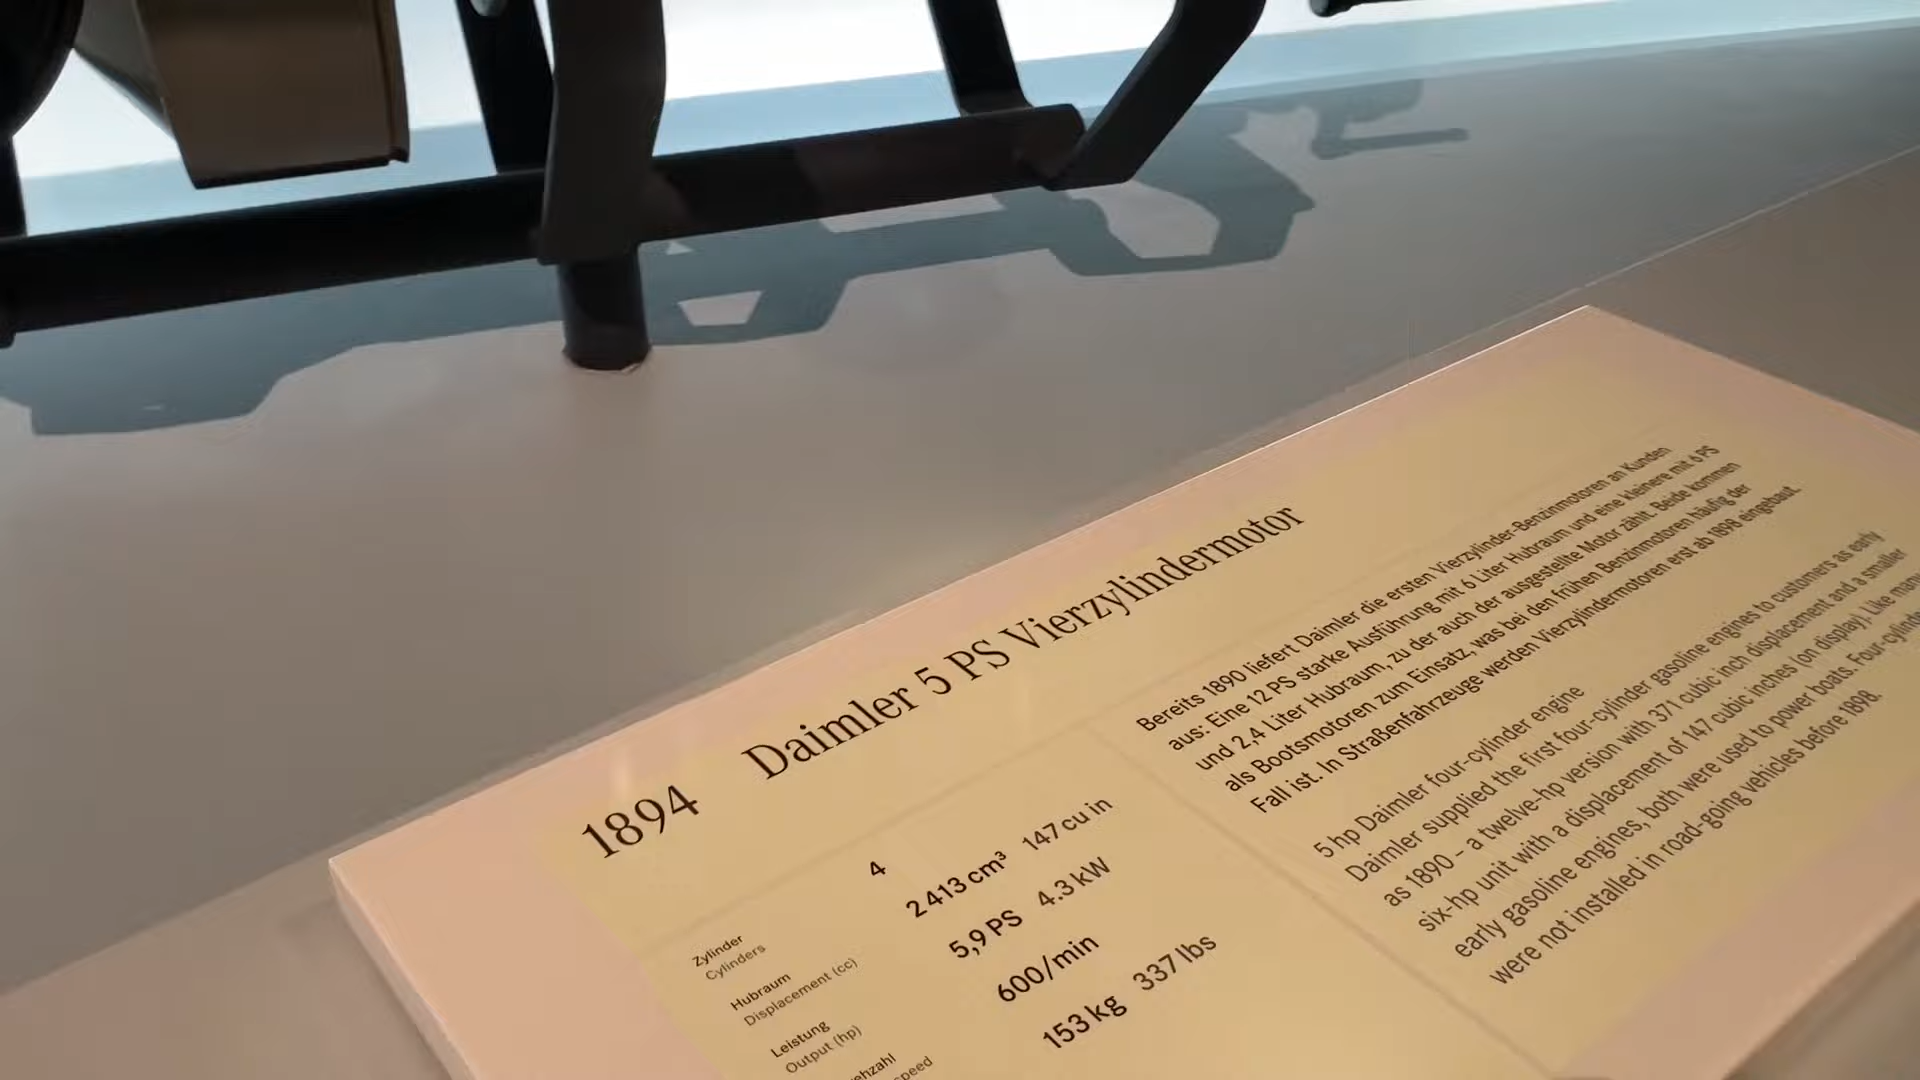 1894 Daimler 5 PS Vierzylindermotor
Zylinder
Cylinders
4
Hubraum
Displacement (cc)
2 413 cm³ 147 cu in
Leistung
Output (hp)
5,9 PS 4.3 kW
600/min
speed
153 kg 337 lbs
Bereits 1890 liefert Daimler die ersten Vierzylinder-Benzinmotoren an Kunden
aus: Eine 12 PS starke Ausführung mit 6 Liter Hubraum und eine kleinere mit 6 PS
und 2,4 Liter Hubraum, zu der auch der ausgestellte Motor zählt. Beide kommen
als Bootsmotoren zum Einsatz, was bei den frühen Benzinmotoren häufig der
Fall ist. In Straßenfahrzeuge werden Vierzylindermotoren erst ab 1898 eingebaut.
5 hp Daimler four-cylinder engine
Daimler supplied the first four-cylinder gasoline engines to customers as early
as 1890 – a twelve-hp version with 371 cubic inch displacement and a smaller
six-hp unit with a displacement of 147 cubic inches (on display). Like many
early gasoline engines, both were used to power boats. Four-cylinder
were not installed in road-going vehicles before 1898.